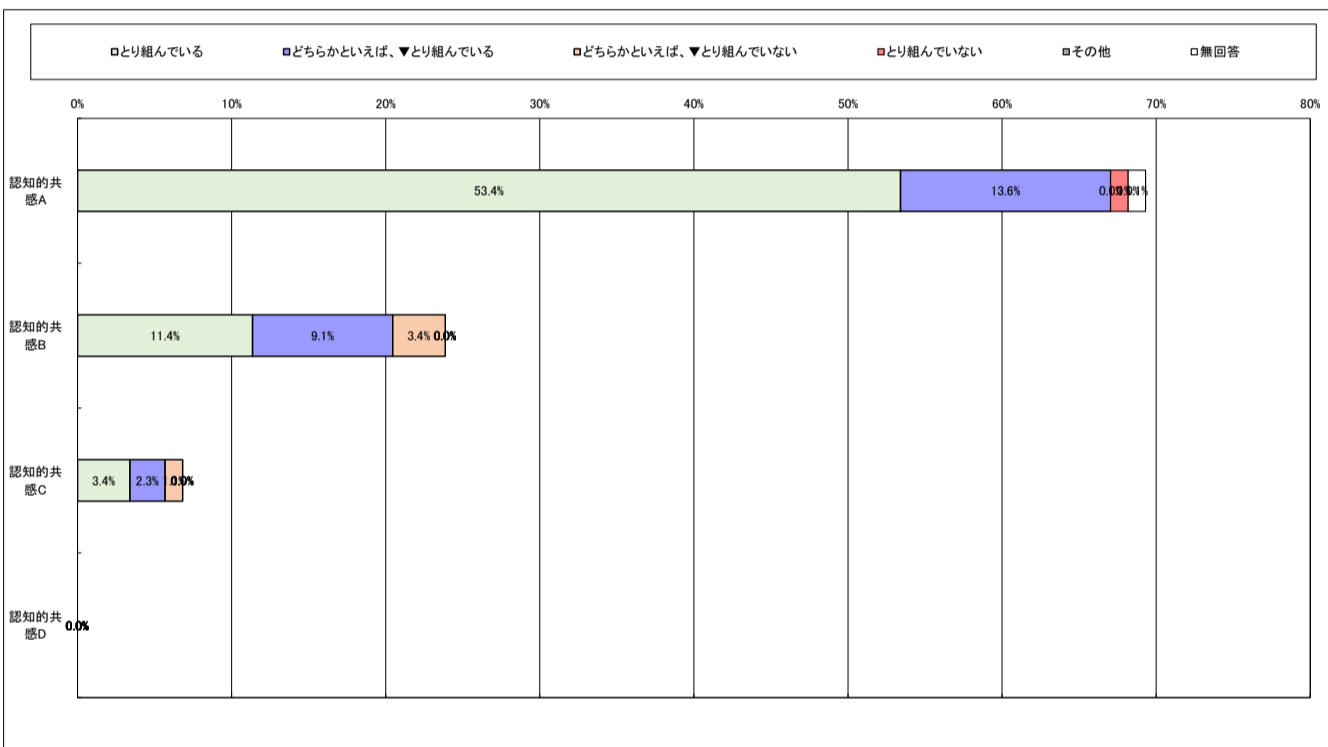 とり組んでいる どちらかといえば、▼とり組んでいる どちらかといえば、▼とり組んでいない とり組んでいない その他 無回答
0% 10% 20% 30% 40% 50% 60% 70% 80%
認知的共
感A
53.4% 13.6%
認知的共
感B
11.4% 9.1% 3.4% 0.0%
認知的共
感C
3.4% 2.3% 0.0%
認知的共
感D
0.0%